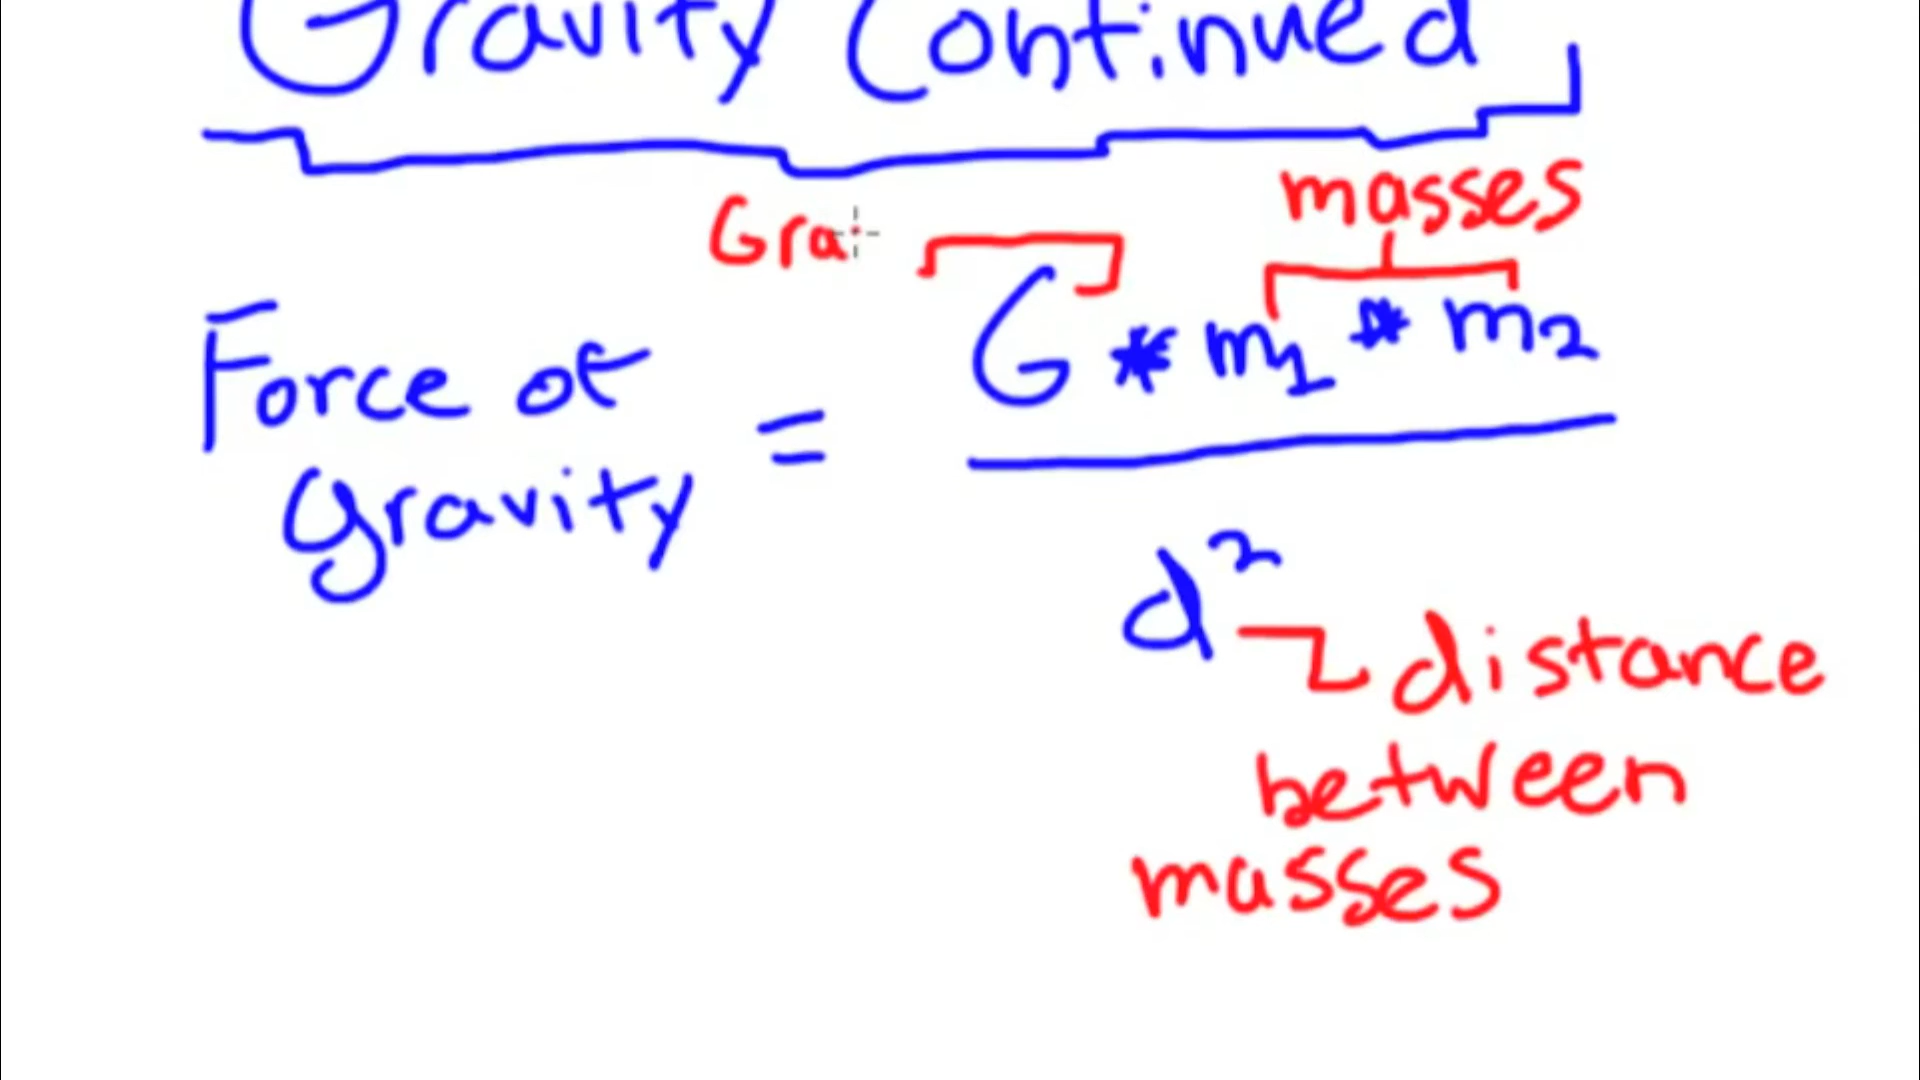 Gravity Continued
masses
Gra
Force of gravity = G * m1 * m2
d²
distance
between
masses